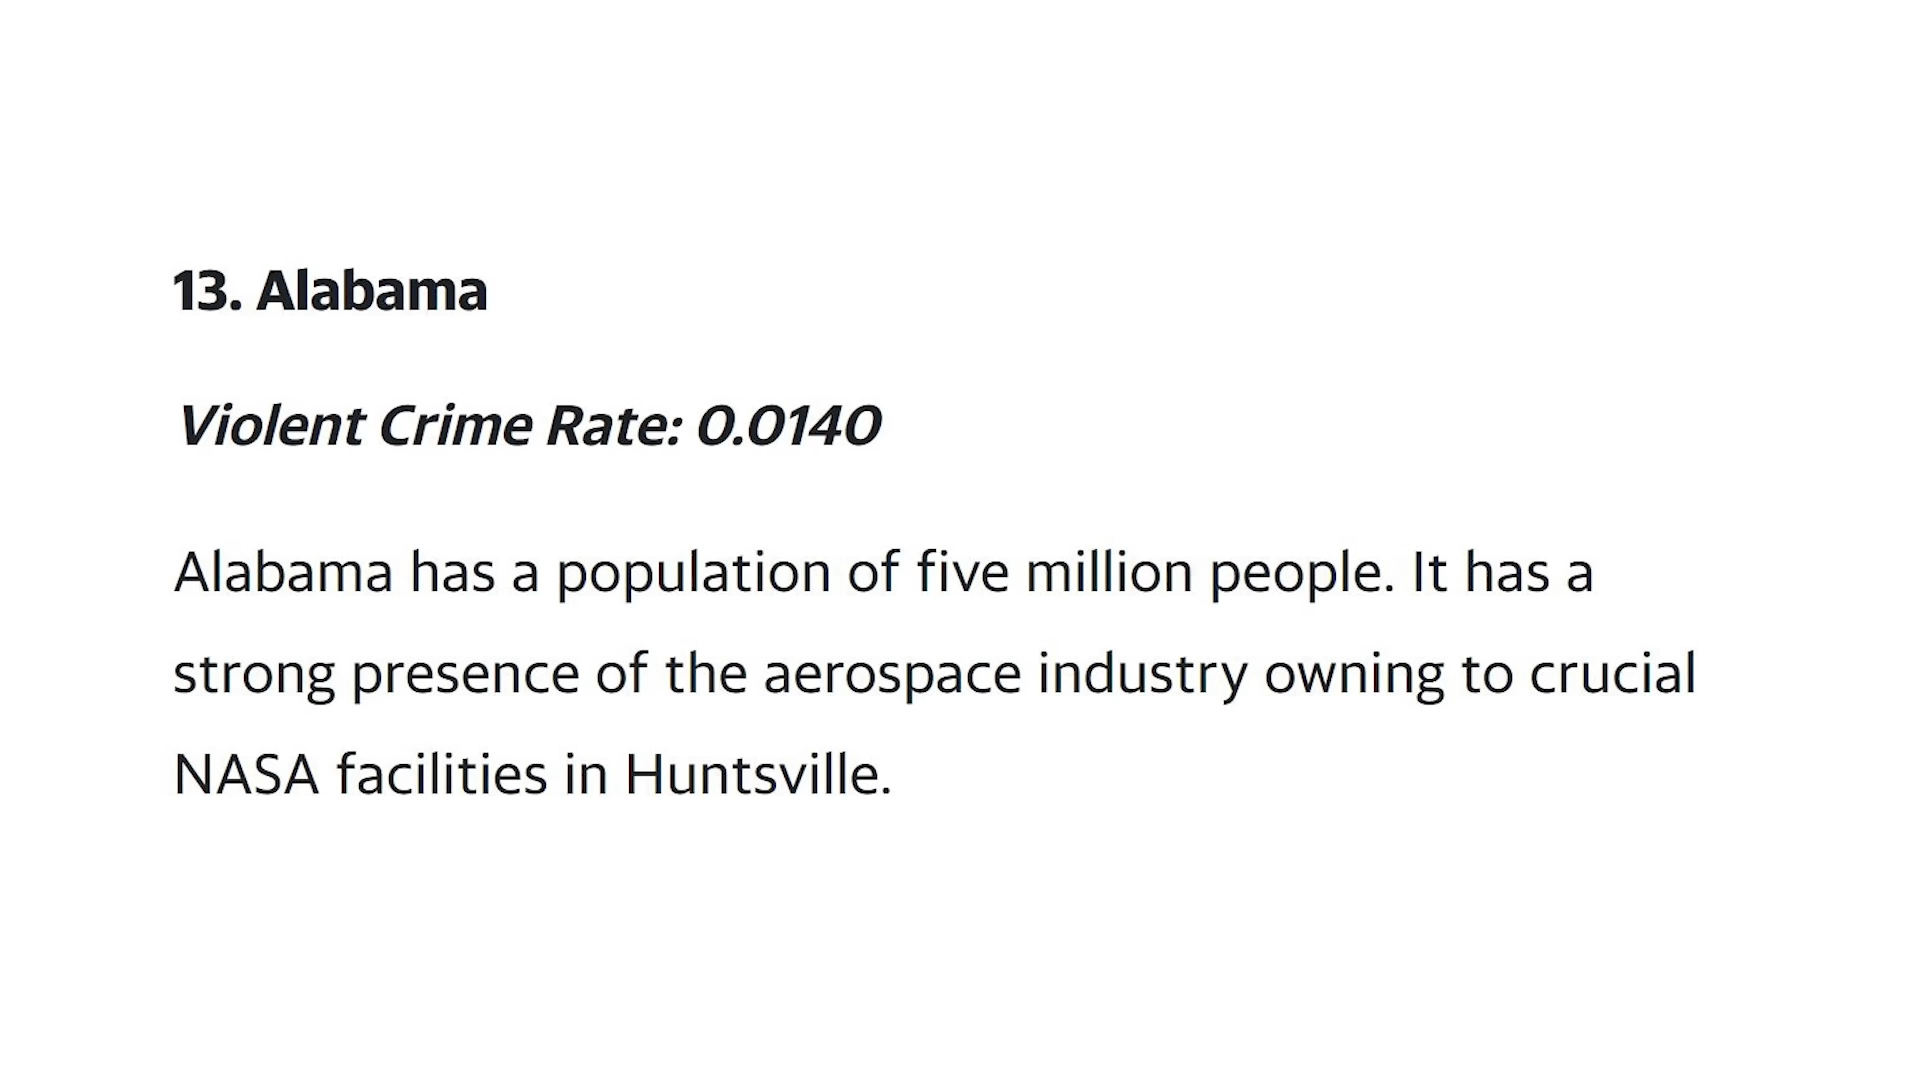 13. Alabama
Violent Crime Rate: 0.0140
Alabama has a population of five million people. It has a
strong presence of the aerospace industry owning to crucial
NASA facilities in Huntsville.